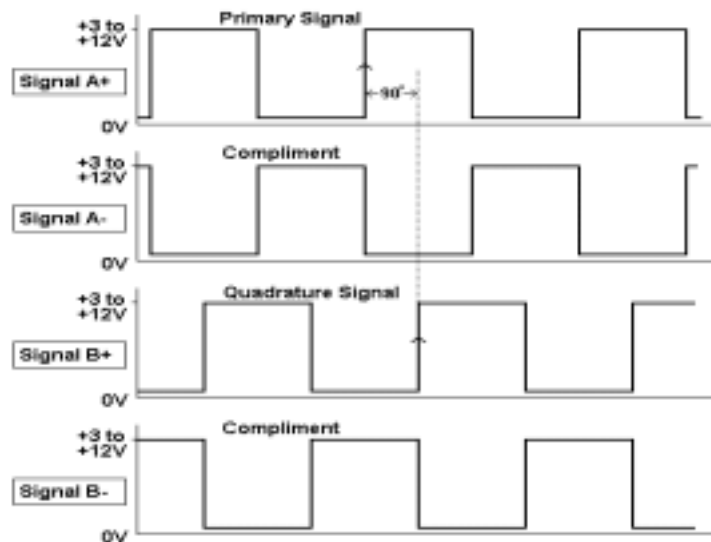 Primary Signal
+3 to
+12V
Signal A+
90°
0V
Compliment
+3 to
+12V
Signal A-
0V
Quadrature Signal
+3 to
+12V
Signal B+
0V
Compliment
+3 to
+12V
Signal B-
0V